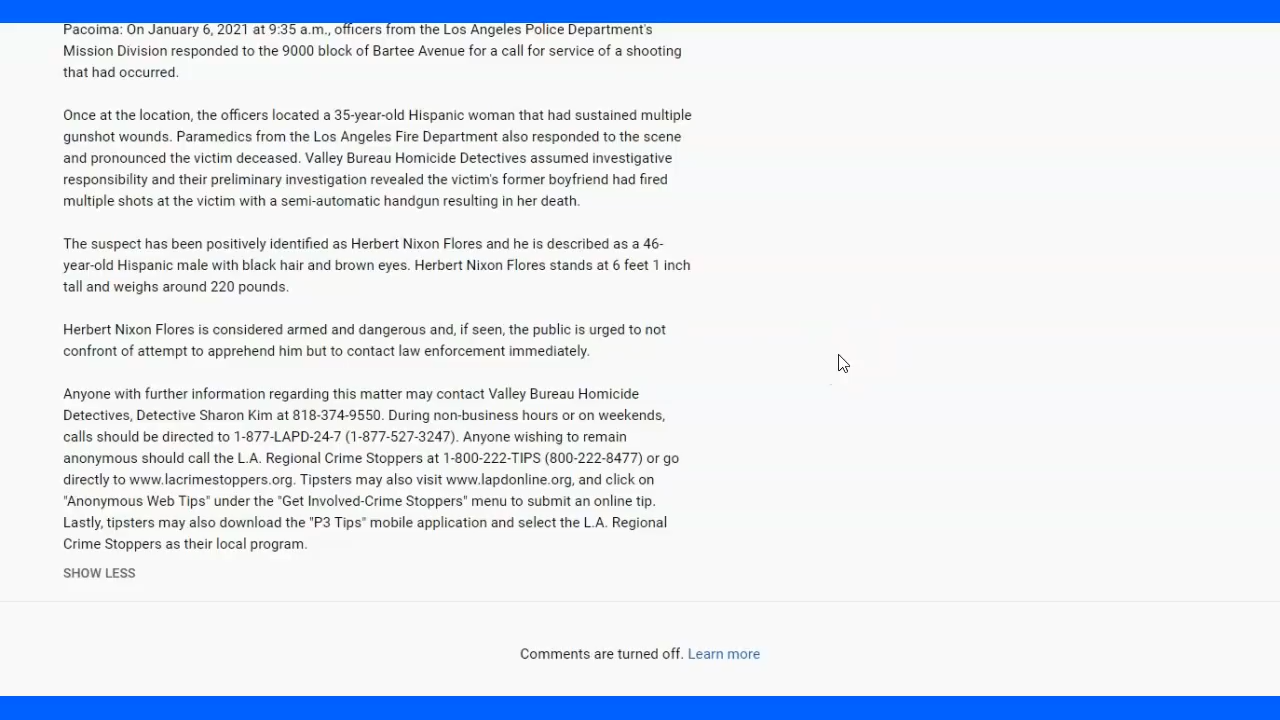 Pacoima: On January 6, 2021 at 9:35 a.m., officers from the Los Angeles Police Department's
Mission Division responded to the 9000 block of Bartee Avenue for a call for service of a shooting
that had occurred.
Once at the location, the officers located a 35-year-old Hispanic woman that had sustained multiple
gunshot wounds. Paramedics from the Los Angeles Fire Department also responded to the scene
and pronounced the victim deceased. Valley Bureau Homicide Detectives assumed investigative
responsibility and their preliminary investigation revealed the victim's former boyfriend had fired
multiple shots at the victim with a semi-automatic handgun resulting in her death.
The suspect has been positively identified as Herbert Nixon Flores and he is described as a 46-
year-old Hispanic male with black hair and brown eyes. Herbert Nixon Flores stands at 6 feet 1 inch
tall and weighs around 220 pounds.
Herbert Nixon Flores is considered armed and dangerous and, if seen, the public is urged to not
confront of attempt to apprehend him but to contact law enforcement immediately.
Anyone with further information regarding this matter may contact Valley Bureau Homicide
Detectives, Detective Sharon Kim at 818-374-9550. During non-business hours or on weekends,
calls should be directed to 1-877-LAPD-24-7 (1-877-527-3247). Anyone wishing to remain
anonymous should call the L.A. Regional Crime Stoppers at 1-800-222-TIPS (800-222-8477) or go
directly to www.lacrimestoppers.org. Tipsters may also visit www.lapdonline.org, and click on
"Anonymous Web Tips" under the "Get Involved-Crime Stoppers" menu to submit an online tip.
Lastly, tipsters may also download the "P3 Tips" mobile application and select the L.A. Regional
Crime Stoppers as their local program.
SHOW LESS
Comments are turned off. Learn more